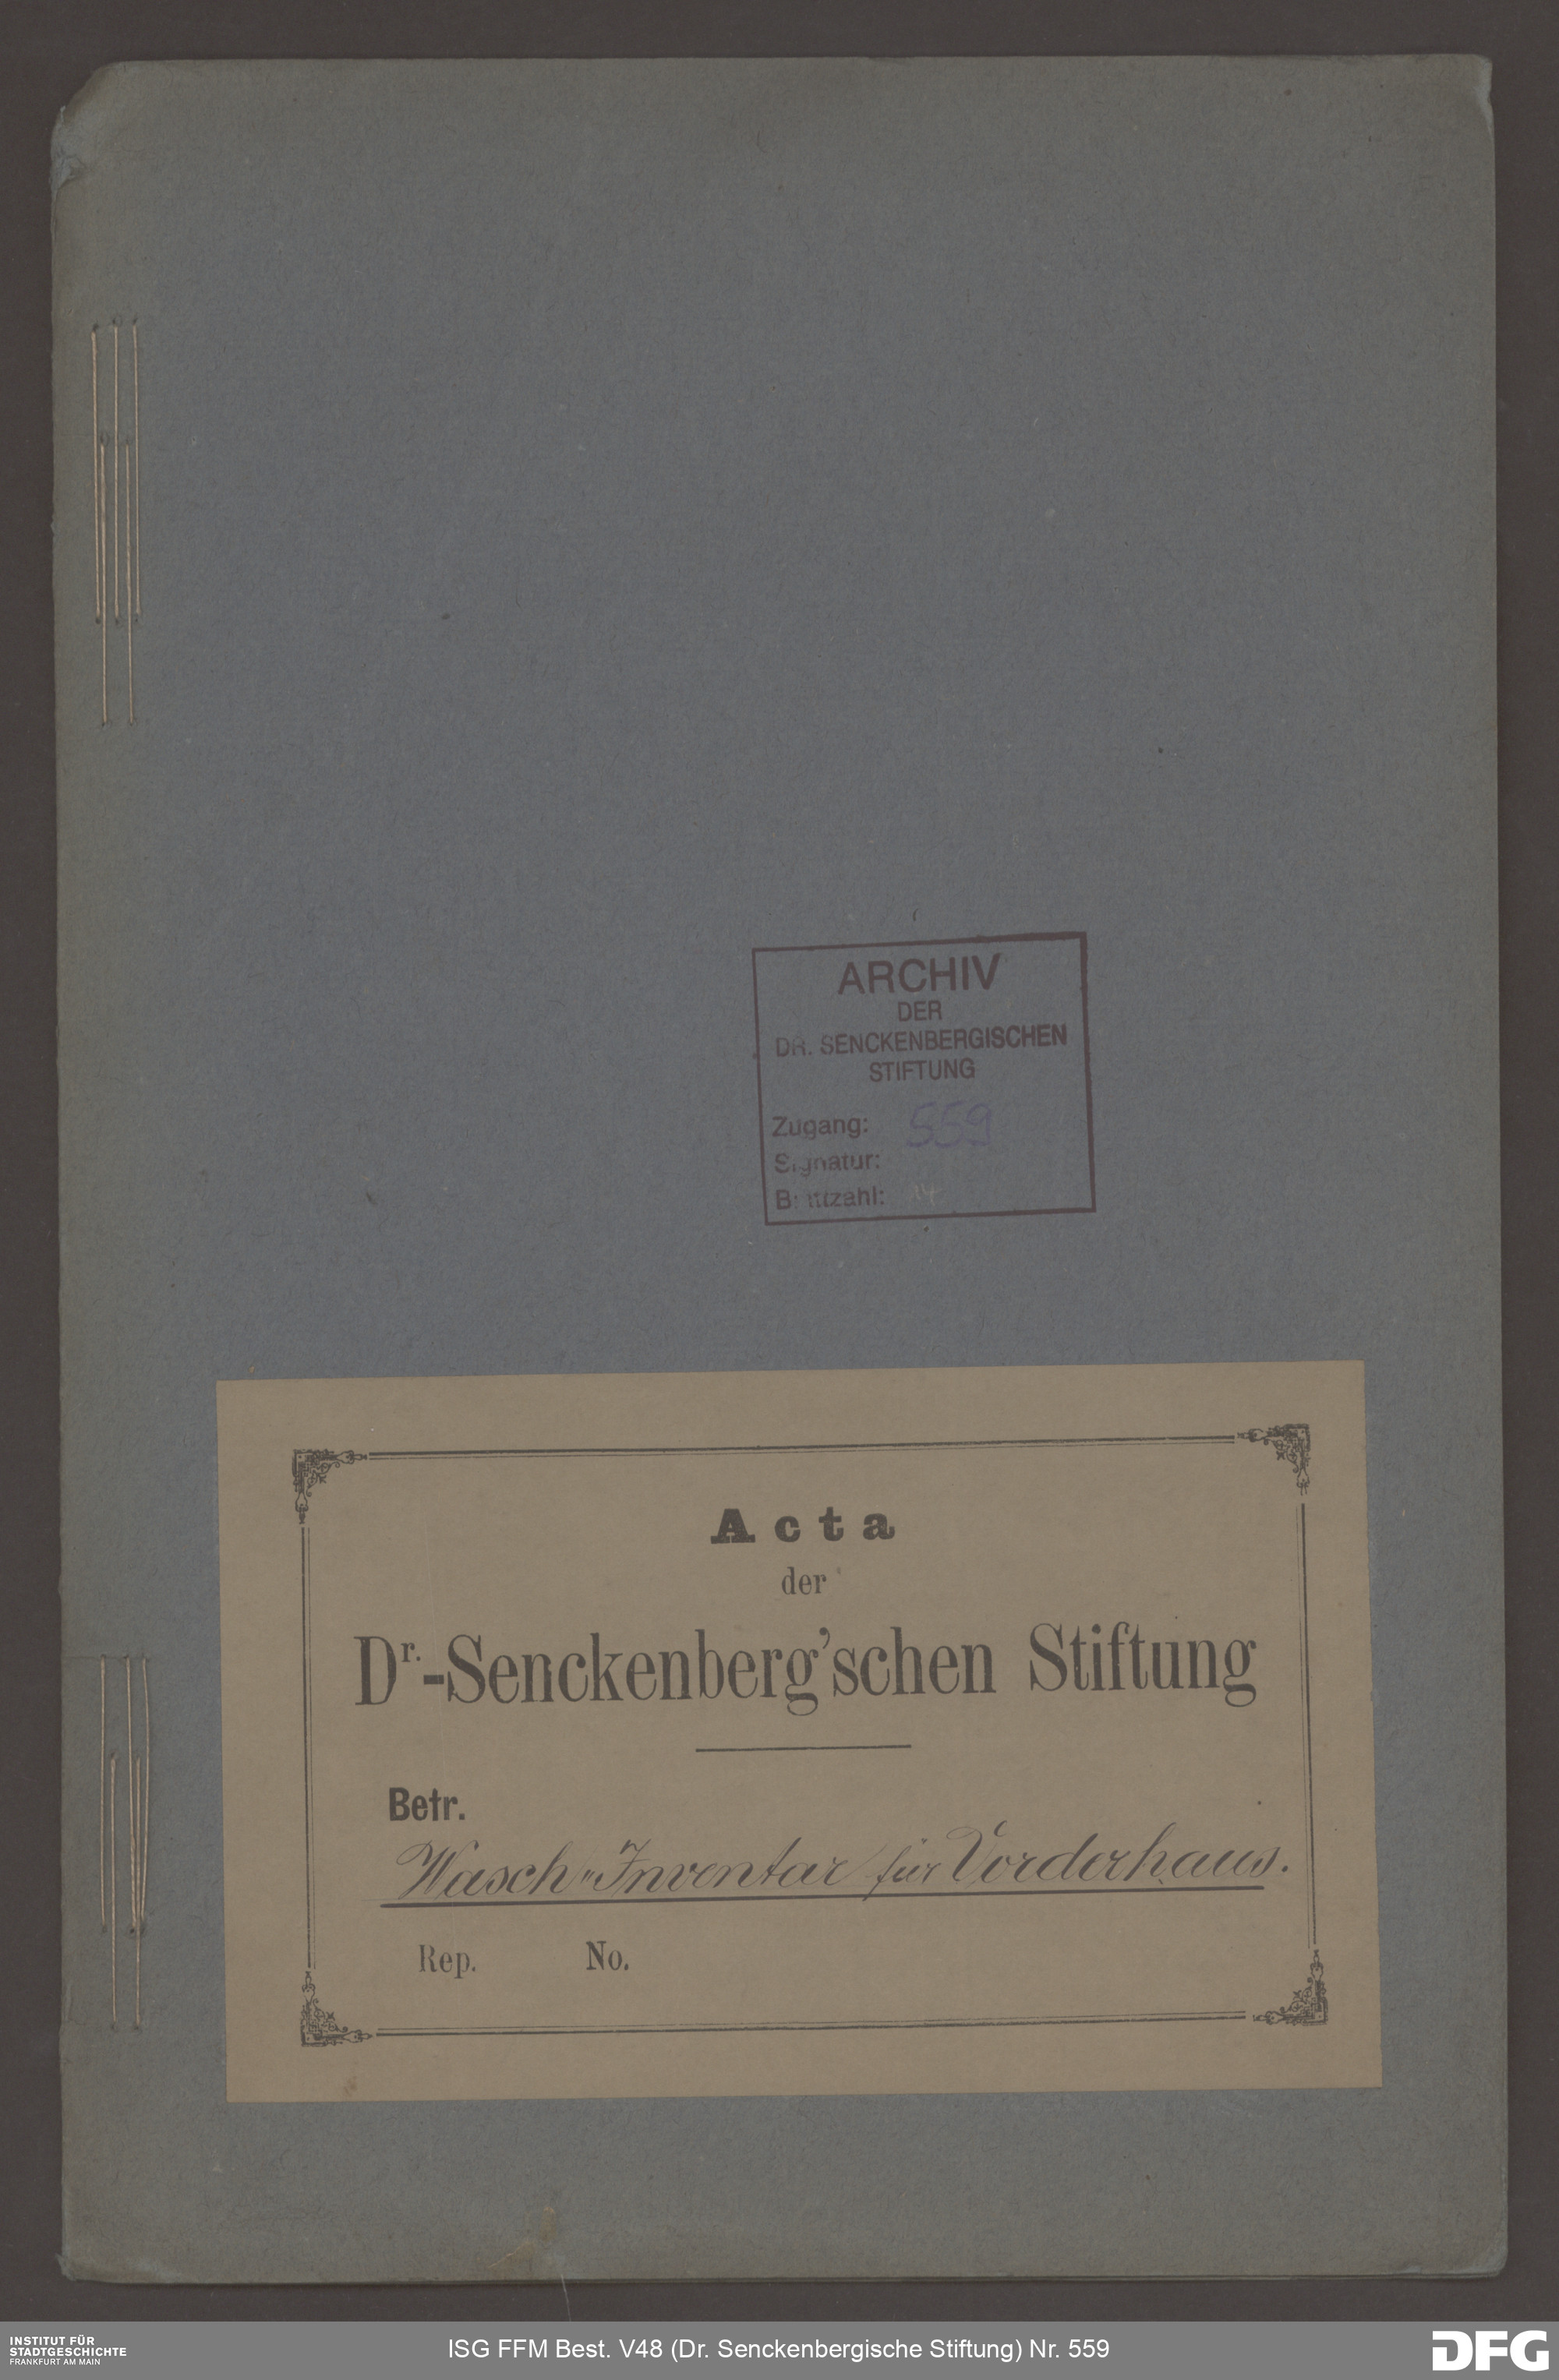 ARCHIV
DER
DR. SENCKENBERGISCHEN
STIFTUNG
Zugang: 559
Signatur:
Blattzahl:
Acta
der
Dr.-Senckenberg'schen Stiftung
Betr.
Wasch-Inventar für Vorderhaus.
Rep. No.
INSTITUT FÜR
STADTGESCHICHTE
FRANKFURT AM MAIN
ISG FFM Best. V48 (Dr. Senckenbergische Stiftung) Nr. 559
DFG